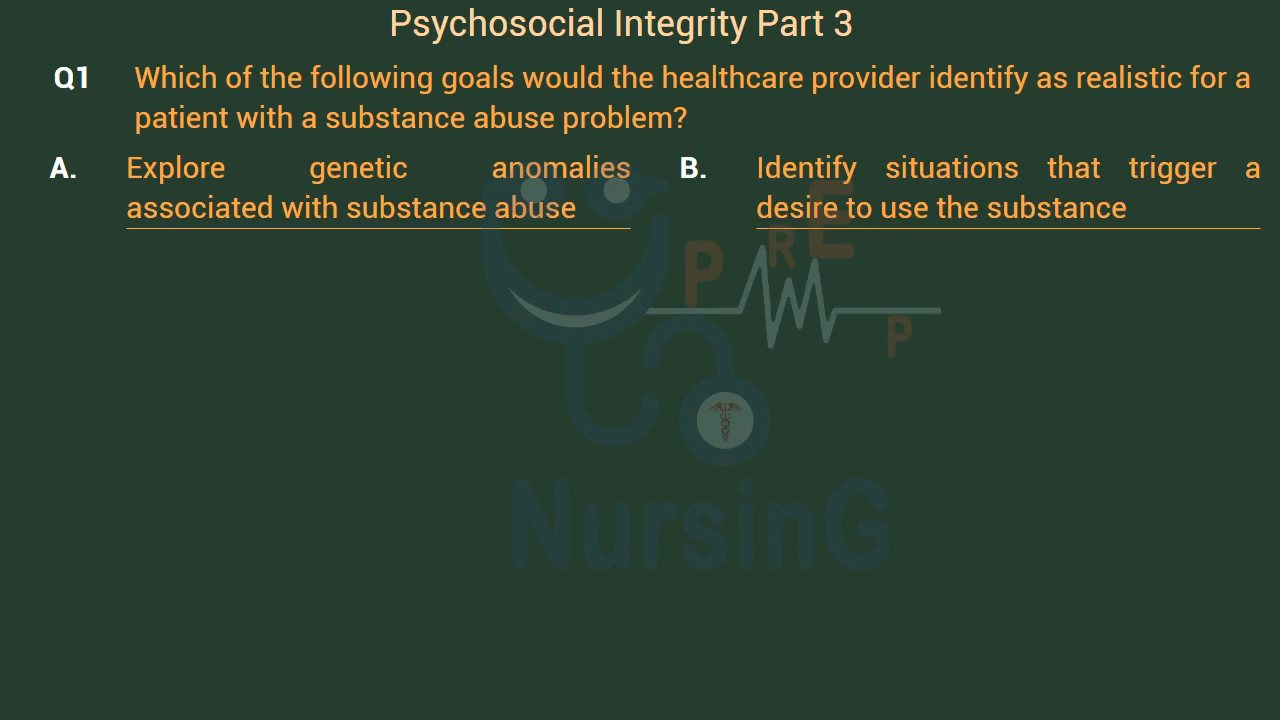 Psychosocial Integrity Part 3
Q1 Which of the following goals would the healthcare provider identify as realistic for a
patient with a substance abuse problem?
A. Explore genetic anomalies
associated with substance abuse
B. Identify situations that trigger a
desire to use the substance
PREP
NursinG